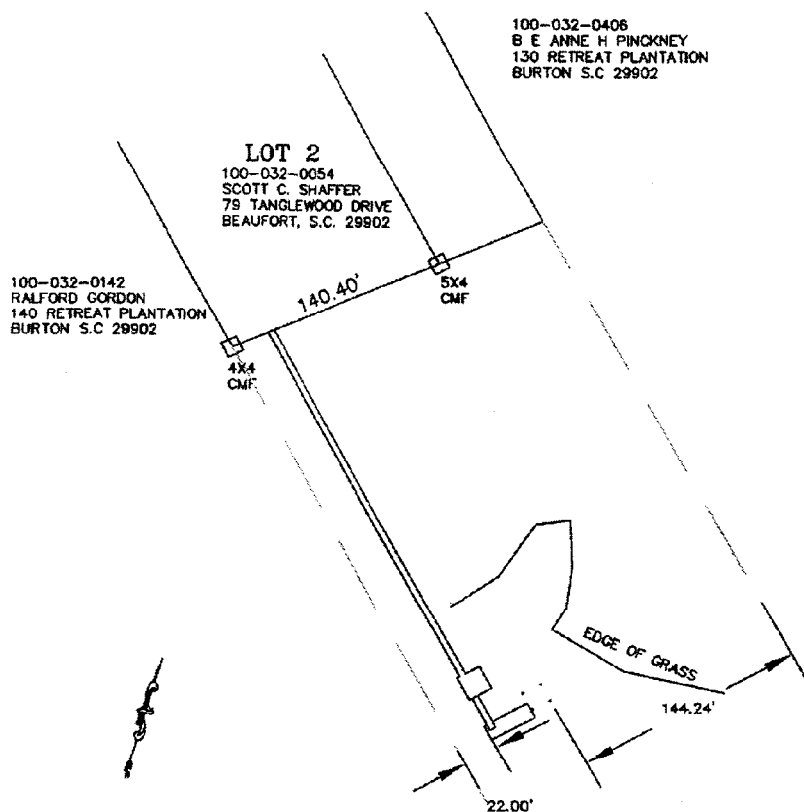 100-032-0406
B E ANNE H PINCKNEY
130 RETREAT PLANTATION
BURTON S.C 29902
LOT 2
100-032-0054
SCOTT C. SHAFFER
79 TANGLEWOOD DRIVE
BEAUFORT, S.C. 29902
100-032-0142
RALFORD GORDON
140 RETREAT PLANTATION
BURTON S.C 29902
140.40'
5X4
CMF
4X4
CMF
EDGE OF GRASS
144.24'
22.00'